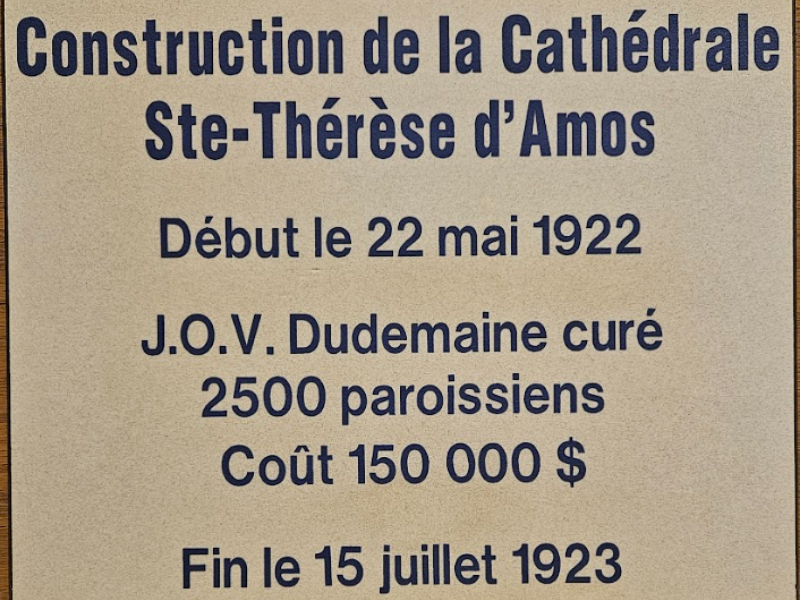 Construction de la Cathédrale
Ste-Thérèse d'Amos
Début le 22 mai 1922
J.O.V. Dudemaine curé
2500 paroissiens
Coût 150 000 $
Fin le 15 juillet 1923